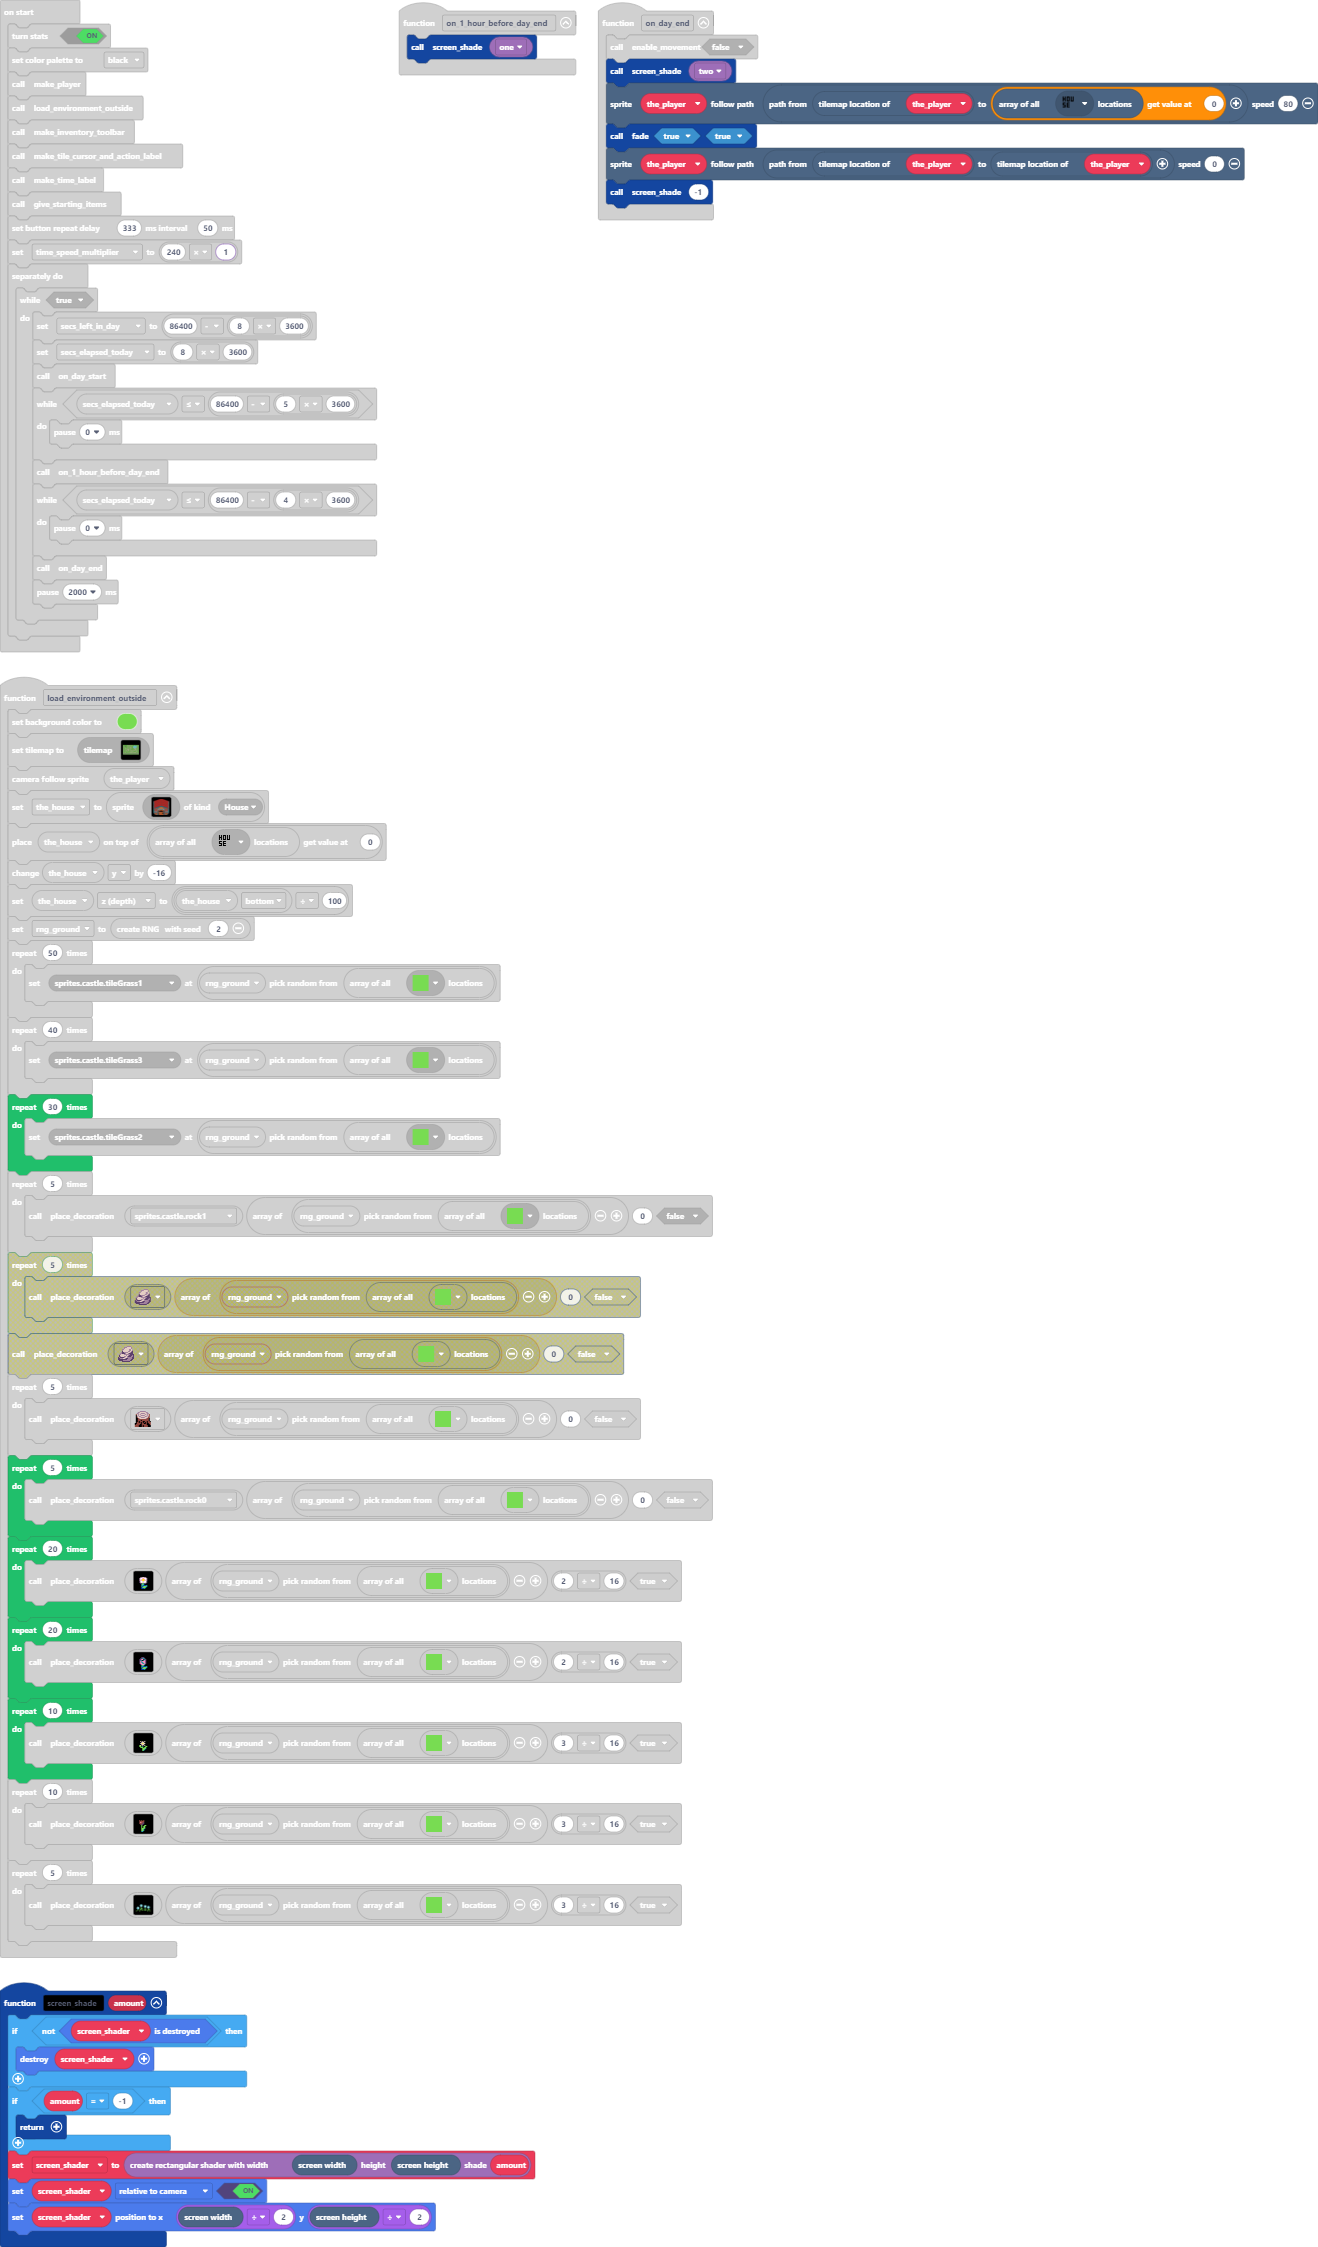 on start
turn stats ON
set color palette to black
call make_player
call load_environment_outside
call make_inventory_toolbar
call make_tile_cursor_and_action_label
call make_time_label
call give_starting_items
set button repeat delay 333 ms interval 50 ms
set time_speed_multiplier to 240 × 1
separately do
while true
do
set secs_left_in_day to 86400 - 8 × 3600
set secs_elapsed_today to 8 × 3600
call on_day_start
while secs_elapsed_today ≤ 86400 - 5 × 3600
do
pause 0 ms
call on_1_hour_before_day_end
while secs_elapsed_today ≤ 86400 - 4 × 3600
do
pause 0 ms
call on_day_end
pause 2000 ms
function on_1_hour_before_day_end
call screen_shade one
function on_day_end
call enable_movement false
call screen_shade two
sprite the_player follow path path from tilemap location of the_player to array of all HOUSE locations get value at 0 speed 80
call fade true true
sprite the_player follow path path from tilemap location of the_player to tilemap location of the_player speed 0
call screen_shade -1
function load_environment_outside
set background color to
set tilemap to tilemap
camera follow sprite the_player
set the_house to sprite of kind House
place the_house on top of array of all HOUSE locations get value at 0
change the_house y by -16
set the_house z (depth) to the_house bottom ÷ 100
set rng_ground to create RNG with seed 2
repeat 50 times
do
set sprites.castle.tileGrass1 at rng_ground pick random from array of all locations
repeat 40 times
do
set sprites.castle.tileGrass3 at rng_ground pick random from array of all locations
repeat 30 times
do
set sprites.castle.tileGrass2 at rng_ground pick random from array of all locations
repeat 5 times
do
call place_decoration sprites.castle.rock1 array of rng_ground pick random from array of all locations 0 false
repeat 5 times
do
call place_decoration array of rng_ground pick random from array of all locations 0 false
call place_decoration array of rng_ground pick random from array of all locations 0 false
repeat 5 times
do
call place_decoration array of rng_ground pick random from array of all locations 0 false
repeat 5 times
do
call place_decoration sprites.castle.rock0 array of rng_ground pick random from array of all locations 0 false
repeat 20 times
do
call place_decoration array of rng_ground pick random from array of all locations 2 ÷ 16 true
repeat 20 times
do
call place_decoration array of rng_ground pick random from array of all locations 2 ÷ 16 true
repeat 10 times
do
call place_decoration array of rng_ground pick random from array of all locations 3 ÷ 16 true
repeat 10 times
do
call place_decoration array of rng_ground pick random from array of all locations 3 ÷ 16 true
repeat 5 times
do
call place_decoration array of rng_ground pick random from array of all locations 3 ÷ 16 true
function screen_shade amount
if not screen_shader is destroyed then
destroy screen_shader
if amount = -1 then
return
set screen_shader to create rectangular shader with width screen width height screen height shade amount
set screen_shader relative to camera ON
set screen_shader position to x screen width ÷ 2 y screen height ÷ 2